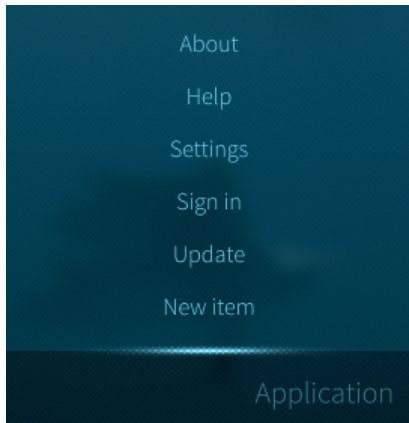 About
Help
Settings
Sign in
Update
New item
Application